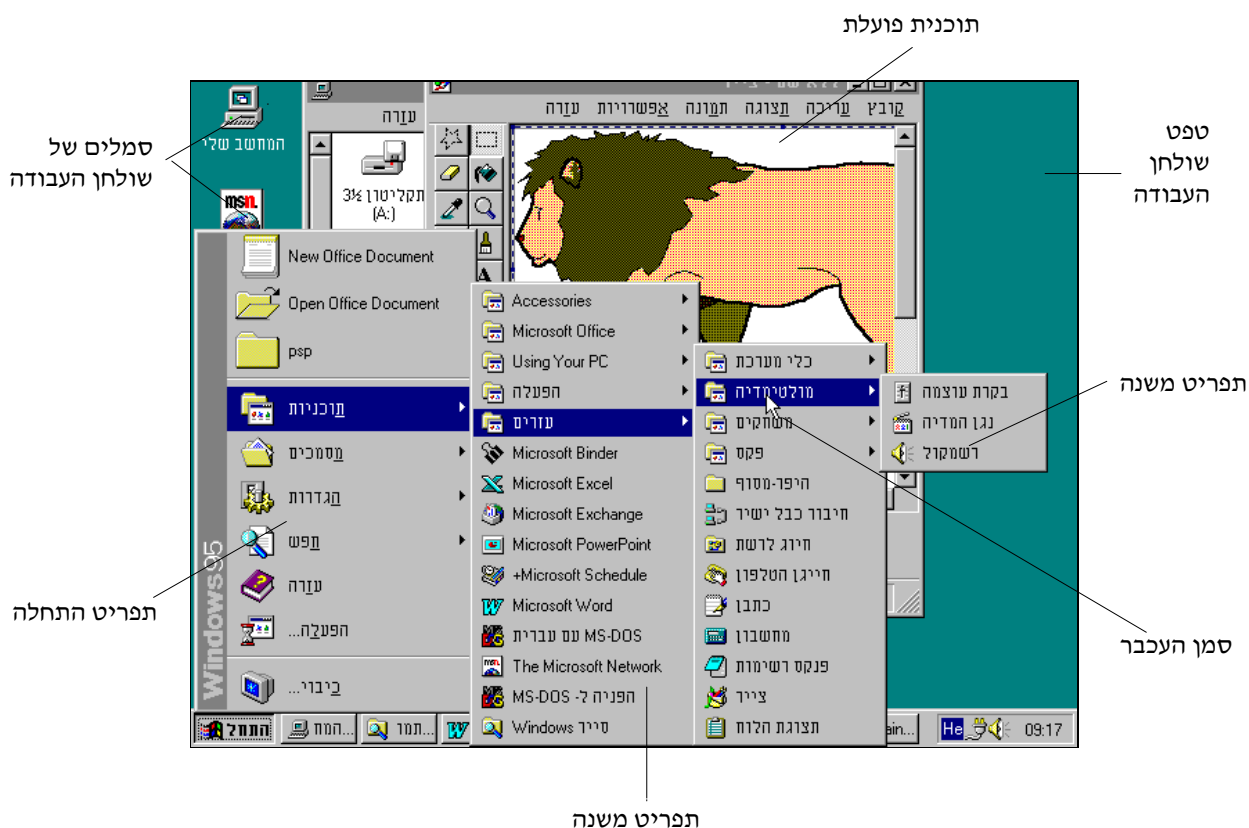 תוכנית פועלת
סמלים של
שולחן העבודה
טפט
שולחן
העבודה
תפריט משנה
תפריט התחלה
סמן העכבר
תפריט משנה
המחשב שלי
msn.
עזרה
תקליטון 3½
(A:)
קובץ עריכה תצוגה תמונה אפשרויות עזרה
A
New Office Document
Open Office Document
psp
תוכניות
מסמכים
הגדרות
חפש
עזרה
הפעלה...
כיבוי...
Windows95
Accessories
Microsoft Office
Using Your PC
הפעלה
עזרים
Microsoft Binder
Microsoft Excel
Microsoft Exchange
Microsoft PowerPoint
+Microsoft Schedule
Microsoft Word
MS-DOS עם עברית
The Microsoft Network
הפניה ל- MS-DOS
סייר Windows
כלי מערכת
מולטימדיה
משחקים
פקס
היפר-מסוף
חיבור כבל ישיר
חיוג לרשת
חייגן הטלפון
כתבן
מחשבון
פנקס רשימות
צייר
תצוגת הלוח
בקרת עוצמה
נגן המדיה
רשמקול
התחל
המח...
תמו...
ain...
He
09:17